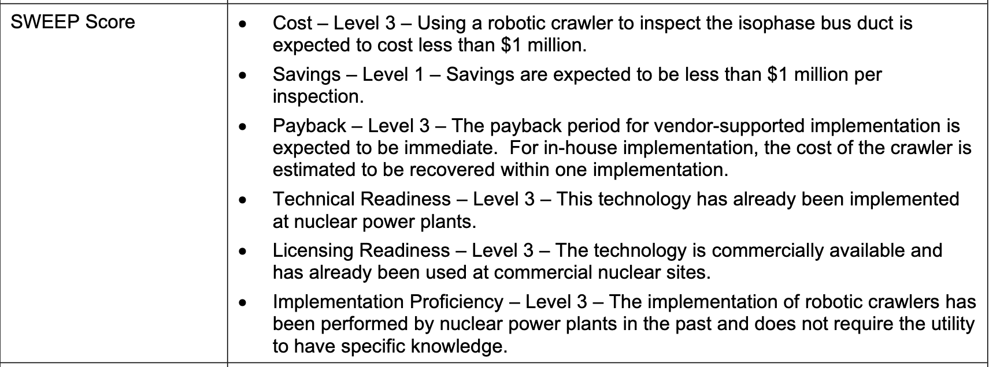 SWEEP Score
• Cost – Level 3 – Using a robotic crawler to inspect the isophase bus duct is
expected to cost less than $1 million.
• Savings – Level 1 – Savings are expected to be less than $1 million per
inspection.
• Payback – Level 3 – The payback period for vendor-supported implementation is
expected to be immediate.  For in-house implementation, the cost of the crawler is
estimated to be recovered within one implementation.
• Technical Readiness – Level 3 – This technology has already been implemented
at nuclear power plants.
• Licensing Readiness – Level 3 – The technology is commercially available and
has already been used at commercial nuclear sites.
• Implementation Proficiency – Level 3 – The implementation of robotic crawlers has
been performed by nuclear power plants in the past and does not require the utility
to have specific knowledge.